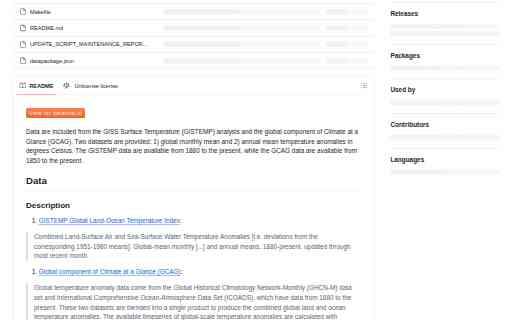 Makefile
README.md
UPDATE_SCRIPT_MAINTENANCE_REPOR...
datapackage.json
Releases
Packages
Used by
Contributors
Languages
README
Unlicense license
View on datahub.io
Data are included from the GISS Surface Temperature (GISTEMP) analysis and the global component of Climate at a
Glance (GCAG). Two datasets are provided: 1) global monthly mean and 2) annual mean temperature anomalies in
degrees Celsius. The GISTEMP data are available from 1880 to the present, while the GCAG data are available from
1850 to the present.
Data
Description
1. GISTEMP Global Land-Ocean Temperature Index:
Combined Land-Surface Air and Sea-Surface Water Temperature Anomalies [i.e. deviations from the
corresponding 1951-1980 means]. Global-mean monthly [...] and annual means, 1880-present, updated through
most recent month.
1. Global component of Climate at a Glance (GCAG):
Global temperature anomaly data come from the Global Historical Climatology Network-Monthly (GHCN-M) data
set and International Comprehensive Ocean-Atmosphere Data Set (ICOADS), which have data from 1880 to the
present. These two datasets are blended into a single product to produce the combined global land and ocean
temperature anomalies. The available timeseries of global-scale temperature anomalies are calculated with